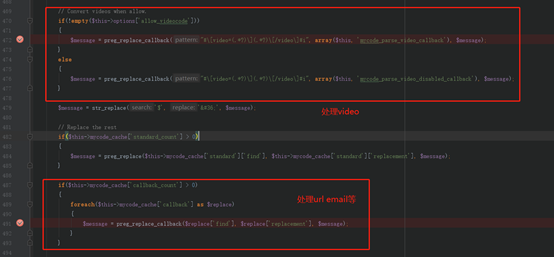 // Convert videos when allow.
if(!empty($this->options['allow_videocode']))
{
$message = preg_replace_callback( pattern: "#\[video=(.*?)\](.*?)\[/video\]#i", array($this, 'mycode_parse_video_callback'), $message);
}
else
{
$message = preg_replace_callback( pattern: "#\[video=(.*?)\](.*?)\[/video\]#i", array($this, 'mycode_parse_video_disabled_callback'), $message);
}
处理video
$message = str_replace( search: '$', replace: '&#36;', $message);
// Replace the rest
if($this->mycode_cache['standard_count'] > 0)
{
$message = preg_replace($this->mycode_cache['standard']['find'], $this->mycode_cache['standard']['replacement'], $message);
}
if($this->mycode_cache['callback_count'] > 0)
处理url email等
{
foreach($this->mycode_cache['callback'] as $replace)
{
$message = preg_replace_callback($replace['find'], $replace['replacement'], $message);
}
}